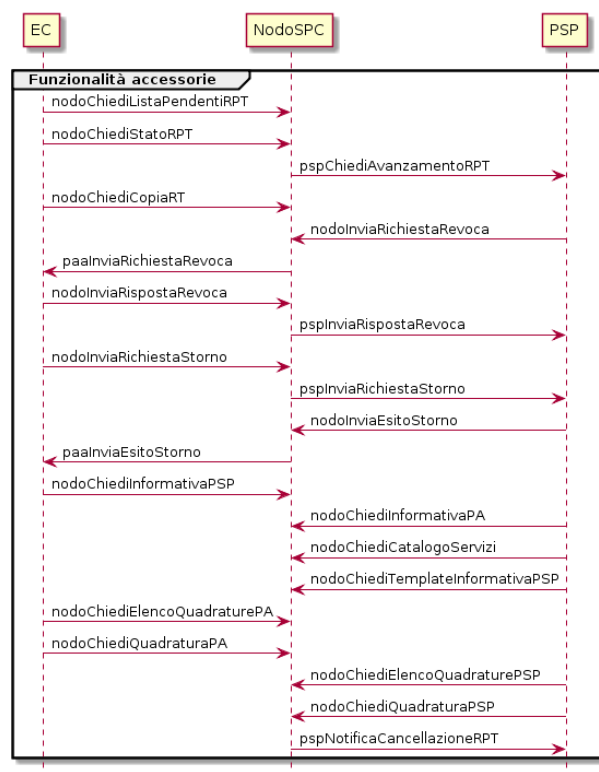 EC NodoSPC PSP
Funzionalità accessorie
nodoChiediListaPendentiRPT
nodoChiediStatoRPT
pspChiediAvanzamentoRPT
nodoChiediCopiaRT
nodoInviaRichiestaRevoca
paaInviaRichiestaRevoca
nodoInviaRispostaRevoca
pspInviaRispostaRevoca
nodoInviaRichiestaStorno
pspInviaRichiestaStorno
nodoInviaEsitoStorno
paaInviaEsitoStorno
nodoChiediInformativaPSP
nodoChiediInformativaPA
nodoChiediCatalogoServizi
nodoChiediTemplateInformativaPSP
nodoChiediElencoQuadraturePA
nodoChiediQuadraturaPA
nodoChiediElencoQuadraturePSP
nodoChiediQuadraturaPSP
pspNotificaCancellazioneRPT